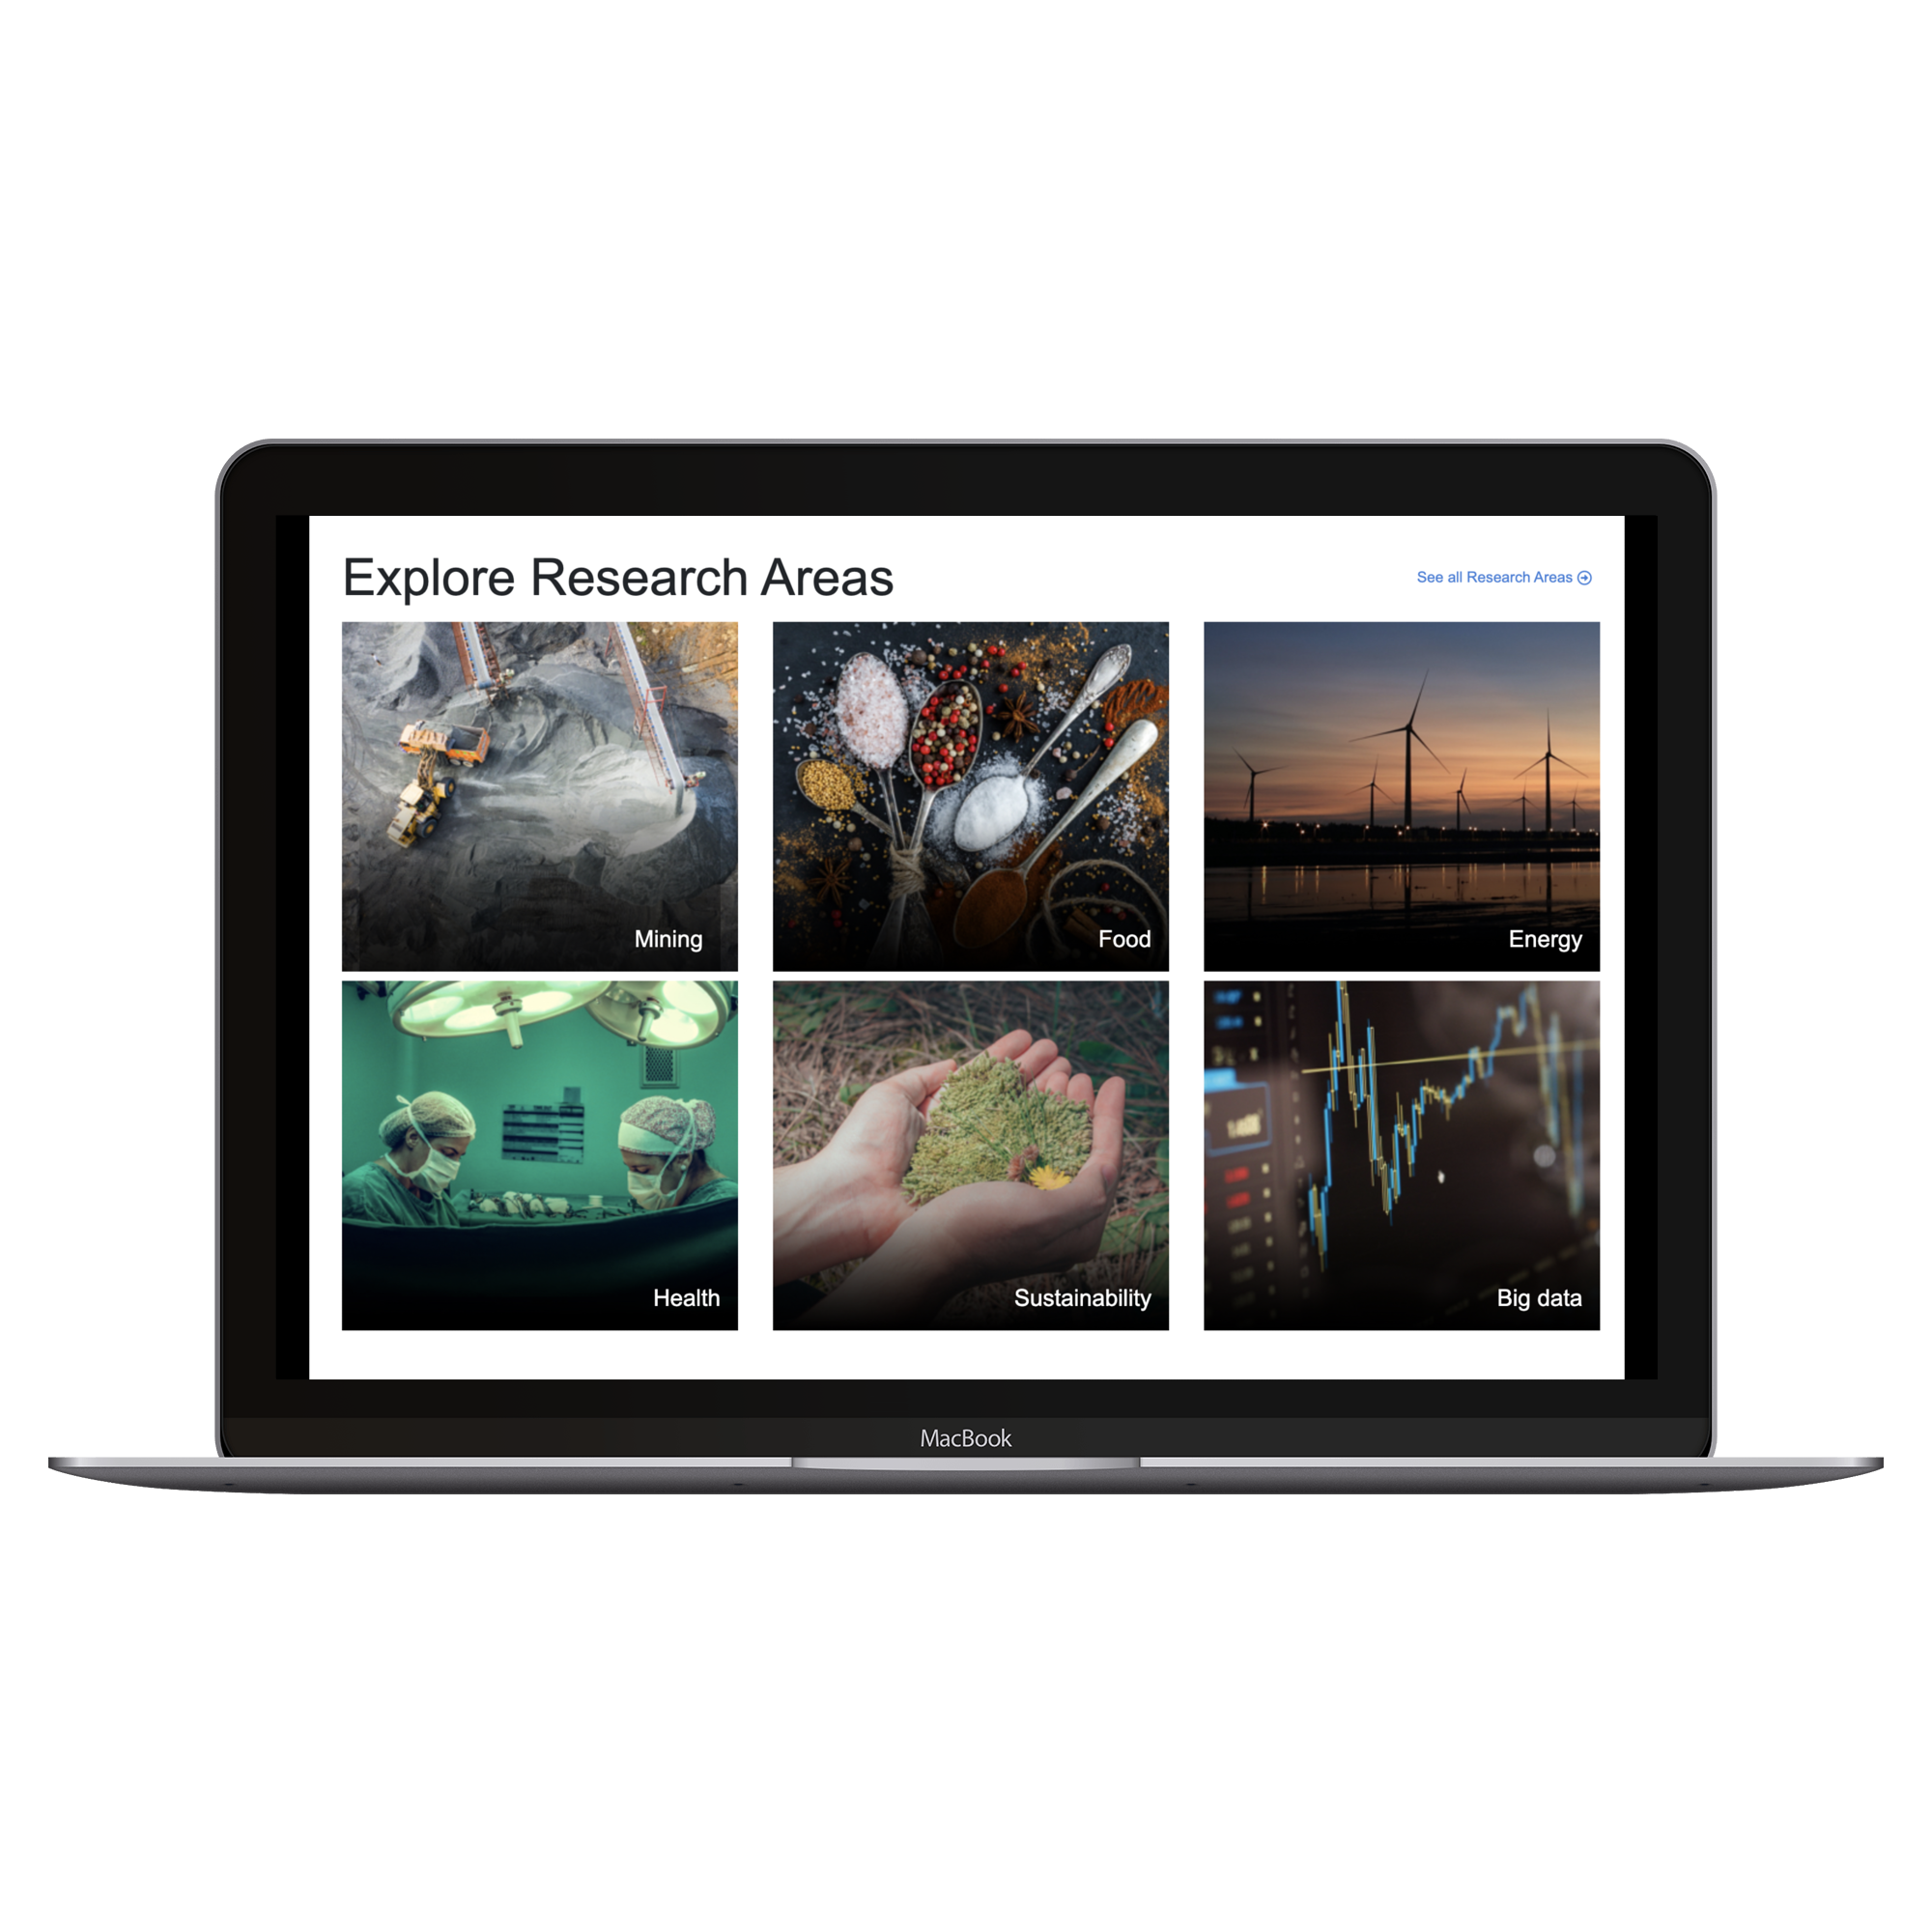 Explore Research Areas
See all Research Areas
Mining
Food
Energy
Health
Sustainability
Big data
MacBook